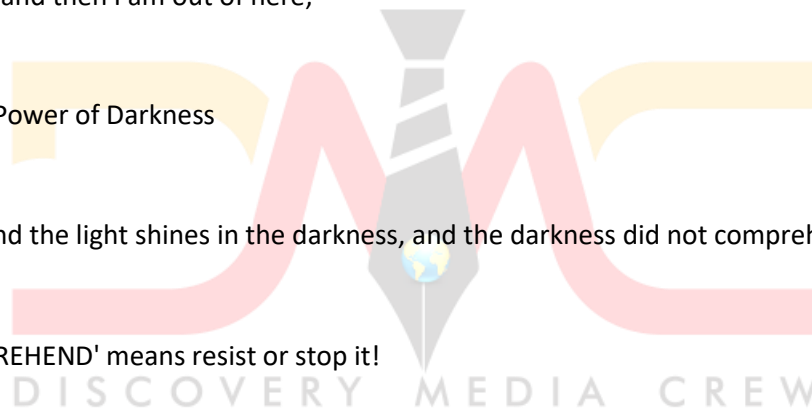 and then I am out of here,
Power of Darkness
nd the light shines in the darkness, and the darkness did not compreh
REHEND' means resist or stop it!
DISCOVERY MEDIA CREW